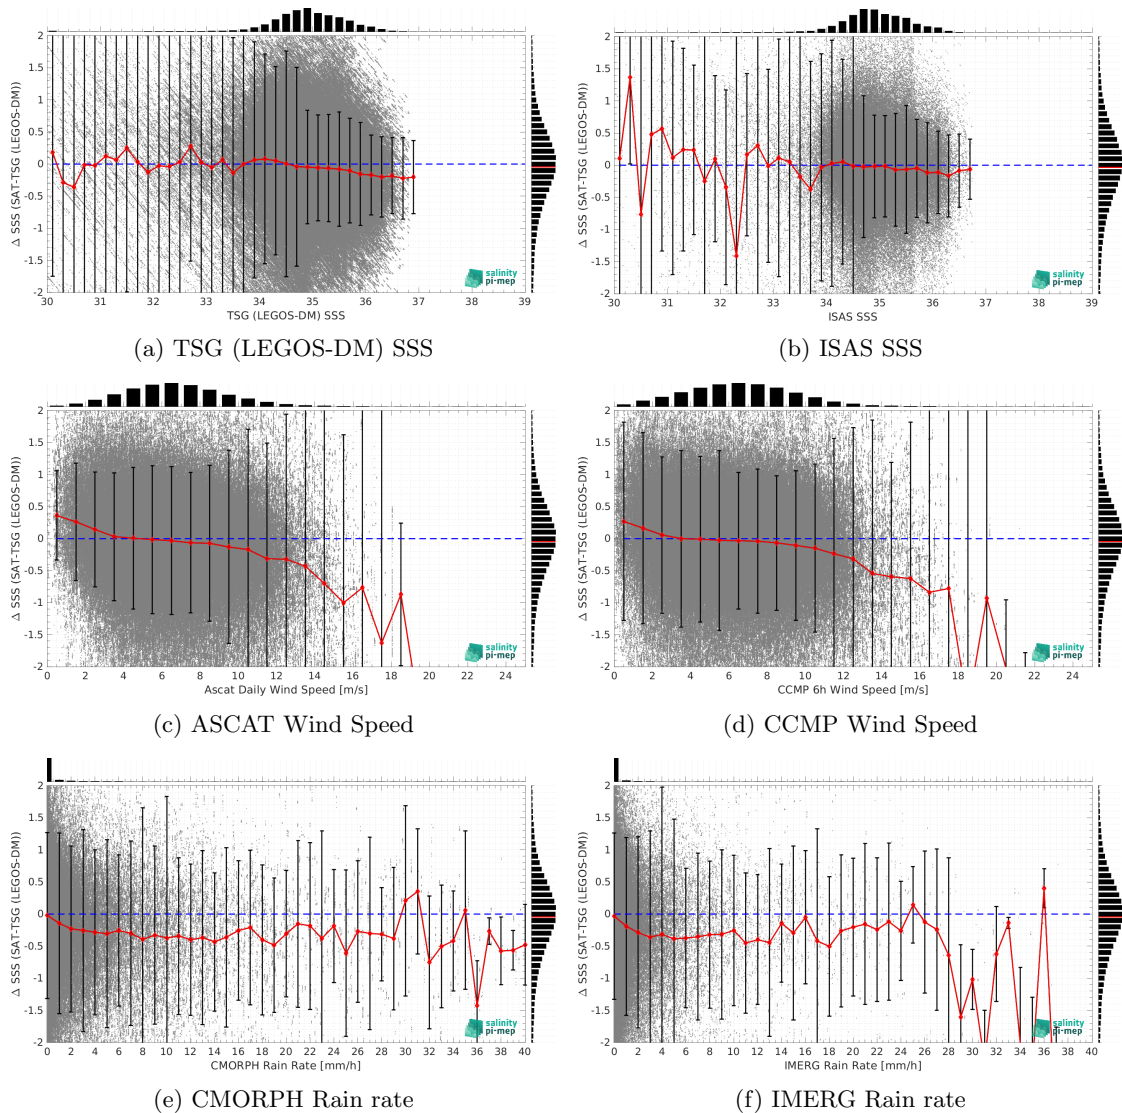 2
1.5
1
0.5
0
-0.5
-1
-1.5
-2
Δ SSS (SAT-TSG (LEGOS-DM))
30 31 32 33 34 35 36 37 38 39
TSG (LEGOS-DM) SSS
salinity
pi-mep
(a) TSG (LEGOS-DM) SSS
2
1.5
1
0.5
0
-0.5
-1
-1.5
-2
Δ SSS (SAT-TSG (LEGOS-DM))
30 31 32 33 34 35 36 37 38 39
ISAS SSS
salinity
pi-mep
(b) ISAS SSS
2
1.5
1
0.5
0
-0.5
-1
-1.5
-2
Δ SSS (SAT-TSG (LEGOS-DM))
0 2 4 6 8 10 12 14 16 18 20 22 24
Ascat Daily Wind Speed [m/s]
salinity
pi-mep
(c) ASCAT Wind Speed
2
1.5
1
0.5
0
-0.5
-1
-1.5
-2
Δ SSS (SAT-TSG (LEGOS-DM))
0 2 4 6 8 10 12 14 16 18 20 22 24
CCMP 6h Wind Speed [m/s]
salinity
pi-mep
(d) CCMP Wind Speed
2
1.5
1
0.5
0
-0.5
-1
-1.5
-2
Δ SSS (SAT-TSG (LEGOS-DM))
0 2 4 6 8 10 12 14 16 18 20 22 24 26 28 30 32 34 36 38 40
CMORPH Rain Rate [mm/h]
salinity
pi-mep
(e) CMORPH Rain rate
2
1.5
1
0.5
0
-0.5
-1
-1.5
-2
Δ SSS (SAT-TSG (LEGOS-DM))
0 2 4 6 8 10 12 14 16 18 20 22 24 26 28 30 32 34 36 38 40
IMERG Rain Rate [mm/h]
salinity
pi-mep
(f) IMERG Rain rate